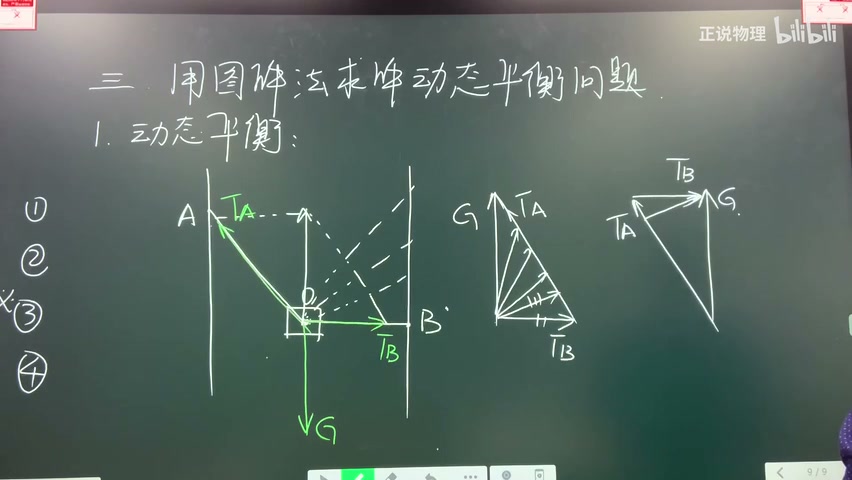 正说物理 bilibili
三. 用图解法求解动态平衡问题.
1. 动态平衡:
①
②
③
④
A
TA
O
B
TB
G
G
TA
TB
TB
TA
G
9/9